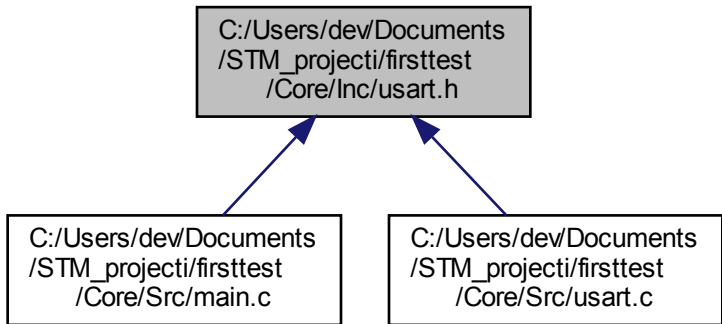 C:/Users/dev/Documents
/STM_projecti/firsttest
/Core/Inc/usart.h
C:/Users/dev/Documents
/STM_projecti/firsttest
/Core/Src/main.c
C:/Users/dev/Documents
/STM_projecti/firsttest
/Core/Src/usart.c